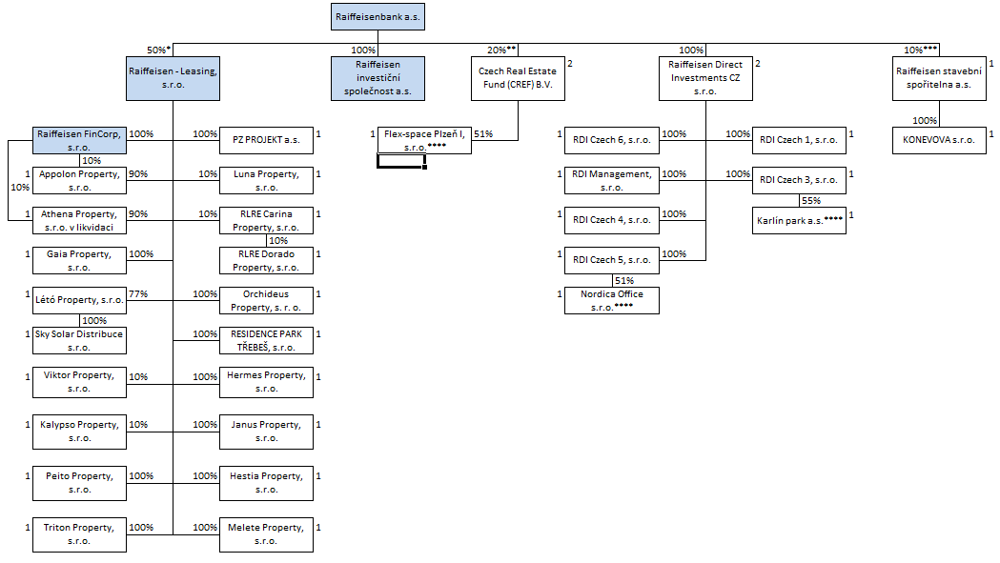 Raiffeisenbank a.s.
50%*
100%
20%**
100%
10%***
Raiffeisen - Leasing,
s.r.o.
Raiffeisen
investiční
společnost a.s.
Czech Real Estate
Fund (CREF) B.V.
2
Raiffeisen Direct
Investments CZ
s.r.o.
2
Raiffeisen stavební
spořitelna a.s.
1
Raiffeisen FinCorp,
s.r.o.
100%
100%
PZ PROJEKT a.s.
1
1
Flex-space Plzeň I,
s.r.o.****
51%
1
RDI Czech 6, s.r.o.
100%
100%
RDI Czech 1, s.r.o.
1
100%
KONEVOVA s.r.o.
1
10%
1
10%
Appolon Property,
s.r.o.
90%
10%
Luna Property,
s.r.o.
1
1
RDI Management,
s.r.o.
100%
100%
RDI Czech 3, s.r.o.
1
55%
1
Athena Property,
s.r.o. v likvidaci
90%
10%
RLRE Carina
Property, s.r.o.
1
1
RDI Czech 4, s.r.o.
100%
Karlín park a.s.****
1
10%
1
Gaia Property,
s.r.o.
100%
RLRE Dorado
Property, s.r.o.
1
1
RDI Czech 5, s.r.o.
100%
51%
1
Létó Property, s.r.o.
77%
100%
Orchideus
Property, s. r. o.
1
1
Nordica Office
s.r.o.****
100%
1
Sky Solar Distribuce
s.r.o.
100%
RESIDENCE PARK
TŘEBEŠ, s.r.o.
1
1
Viktor Property,
s.r.o.
10%
100%
Hermes Property,
s.r.o.
1
1
Kalypso Property,
s.r.o.
10%
100%
Janus Property,
s.r.o.
1
1
Peito Property,
s.r.o.
100%
100%
Hestia Property,
s.r.o.
1
1
Triton Property,
s.r.o.
100%
100%
Melete Property,
s.r.o.
1